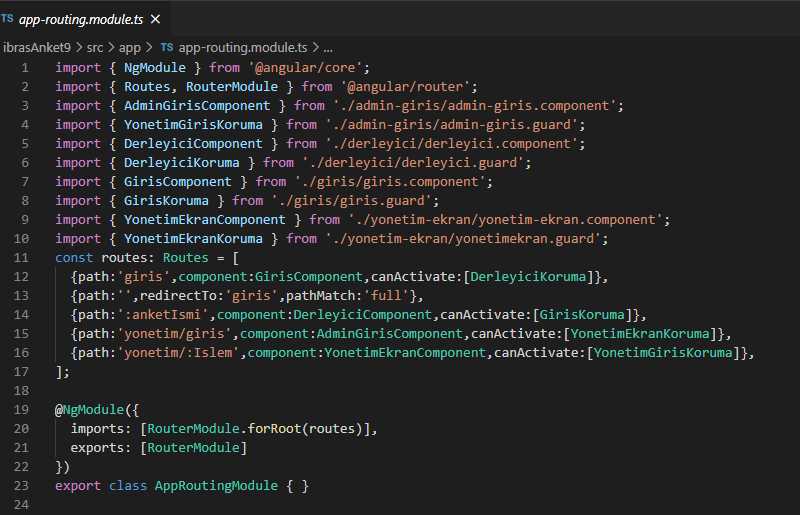 TS app-routing.module.ts ×
ibrasAnket9 > src > app > TS app-routing.module.ts > ...
1 import { NgModule } from '@angular/core';
2 import { Routes, RouterModule } from '@angular/router';
3 import { AdminGirisComponent } from './admin-giris/admin-giris.component';
4 import { YonetimGirisKoruma } from './admin-giris/admin-giris.guard';
5 import { DerleyiciComponent } from './derleyici/derleyici.component';
6 import { DerleyiciKoruma } from './derleyici/derleyici.guard';
7 import { GirisComponent } from './giris/giris.component';
8 import { GirisKoruma } from './giris/giris.guard';
9 import { YonetimEkranComponent } from './yonetim-ekran/yonetim-ekran.component';
10 import { YonetimEkranKoruma } from './yonetim-ekran/yonetimekran.guard';
11 const routes: Routes = [
12   {path:'giris',component:GirisComponent,canActivate:[DerleyiciKoruma]},
13   {path:'',redirectTo:'giris',pathMatch:'full'},
14   {path:':anketIsmi',component:DerleyiciComponent,canActivate:[GirisKoruma]},
15   {path:'yonetim/giris',component:AdminGirisComponent,canActivate:[YonetimEkranKoruma]},
16   {path:'yonetim/:Islem',component:YonetimEkranComponent,canActivate:[YonetimGirisKoruma]},
17 ];
18
19 @NgModule({
20   imports: [RouterModule.forRoot(routes)],
21   exports: [RouterModule]
22 })
23 export class AppRoutingModule { }
24